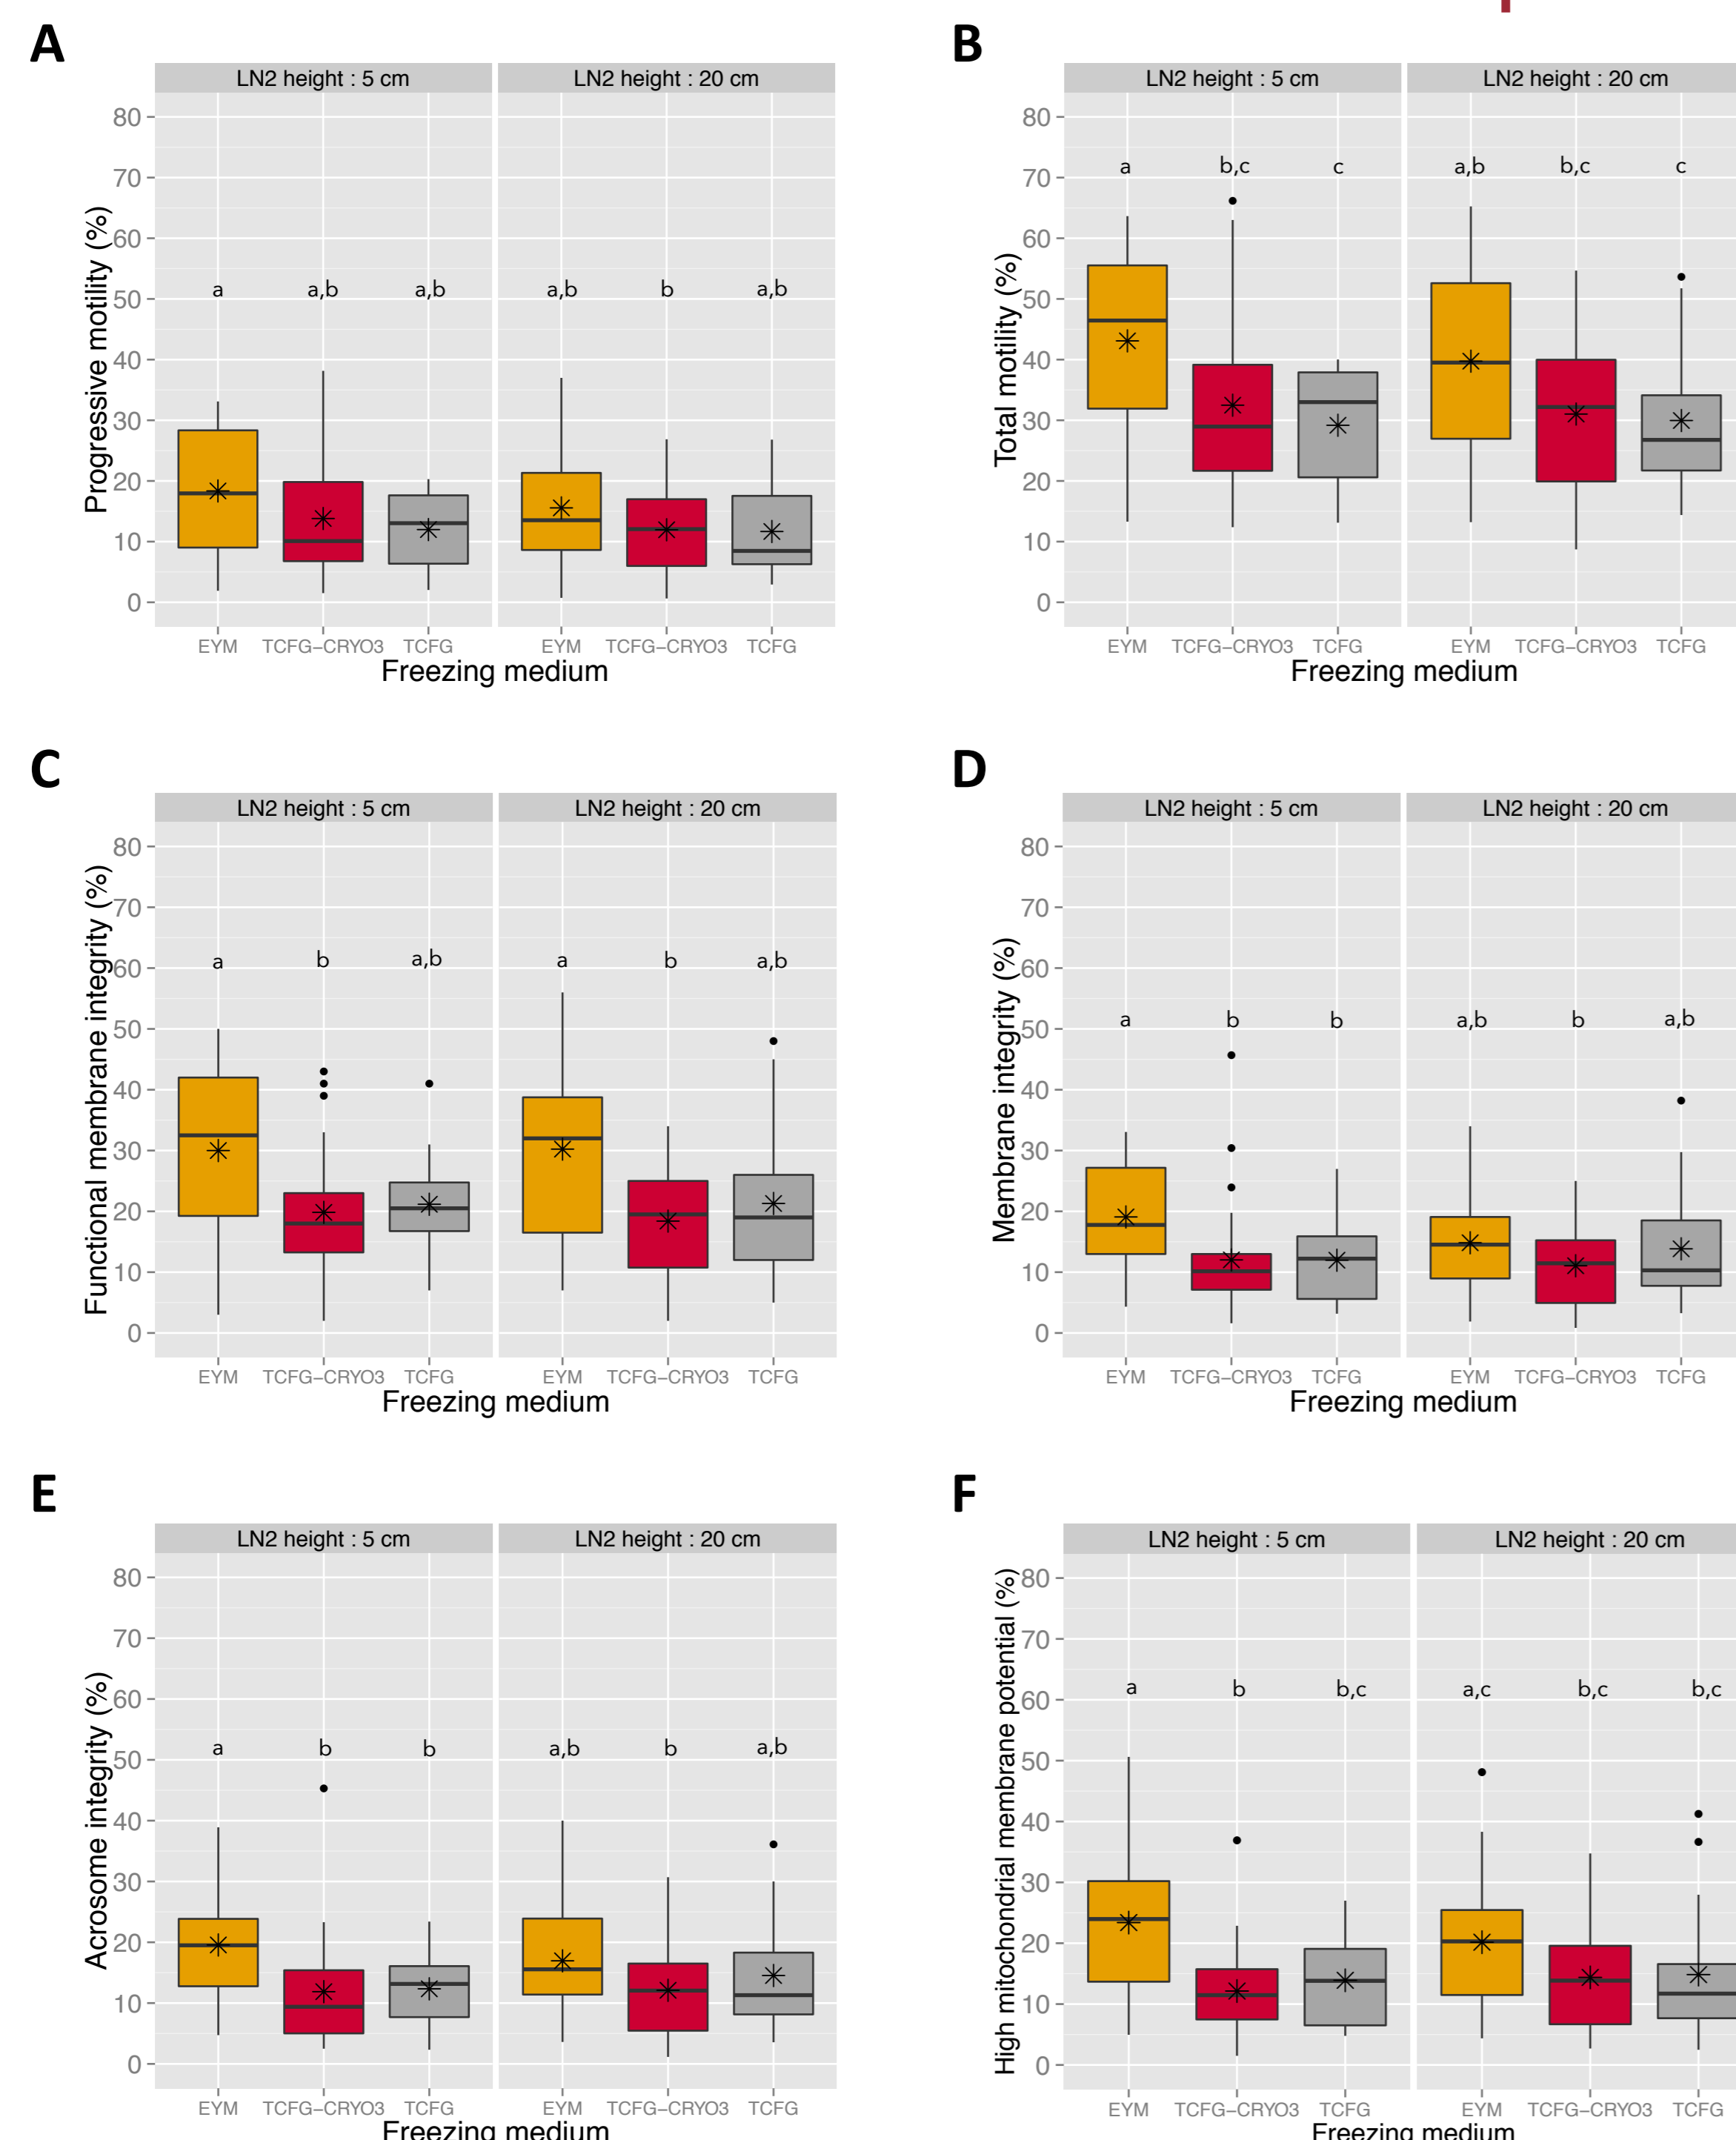 A
LN2 height : 5 cm LN2 height : 20 cm
80
70
60
50
40
30
20
10
0
Progressive motility (%)
a a,b a,b a,b b a,b
EYM TCFG−CRYO3 TCFG EYM TCFG−CRYO3 TCFG
Freezing medium
B
LN2 height : 5 cm LN2 height : 20 cm
80
70
60
50
40
30
20
10
0
Total motility (%)
a b,c c a,b b,c c
EYM TCFG−CRYO3 TCFG EYM TCFG−CRYO3 TCFG
Freezing medium
C
LN2 height : 5 cm LN2 height : 20 cm
80
70
60
50
40
30
20
10
0
Functional membrane integrity (%)
a b a,b a b a,b
EYM TCFG−CRYO3 TCFG EYM TCFG−CRYO3 TCFG
Freezing medium
D
LN2 height : 5 cm LN2 height : 20 cm
80
70
60
50
40
30
20
10
0
Membrane integrity (%)
a b b a,b b a,b
EYM TCFG−CRYO3 TCFG EYM TCFG−CRYO3 TCFG
Freezing medium
E
LN2 height : 5 cm LN2 height : 20 cm
80
70
60
50
40
30
20
10
0
Acrosome integrity (%)
a b b a,b b a,b
EYM TCFG−CRYO3 TCFG EYM TCFG−CRYO3 TCFG
Freezing medium
F
LN2 height : 5 cm LN2 height : 20 cm
80
70
60
50
40
30
20
10
0
High mitochondrial membrane potential (%)
a b b,c a,c b,c b,c
EYM TCFG−CRYO3 TCFG EYM TCFG−CRYO3 TCFG
Freezing medium